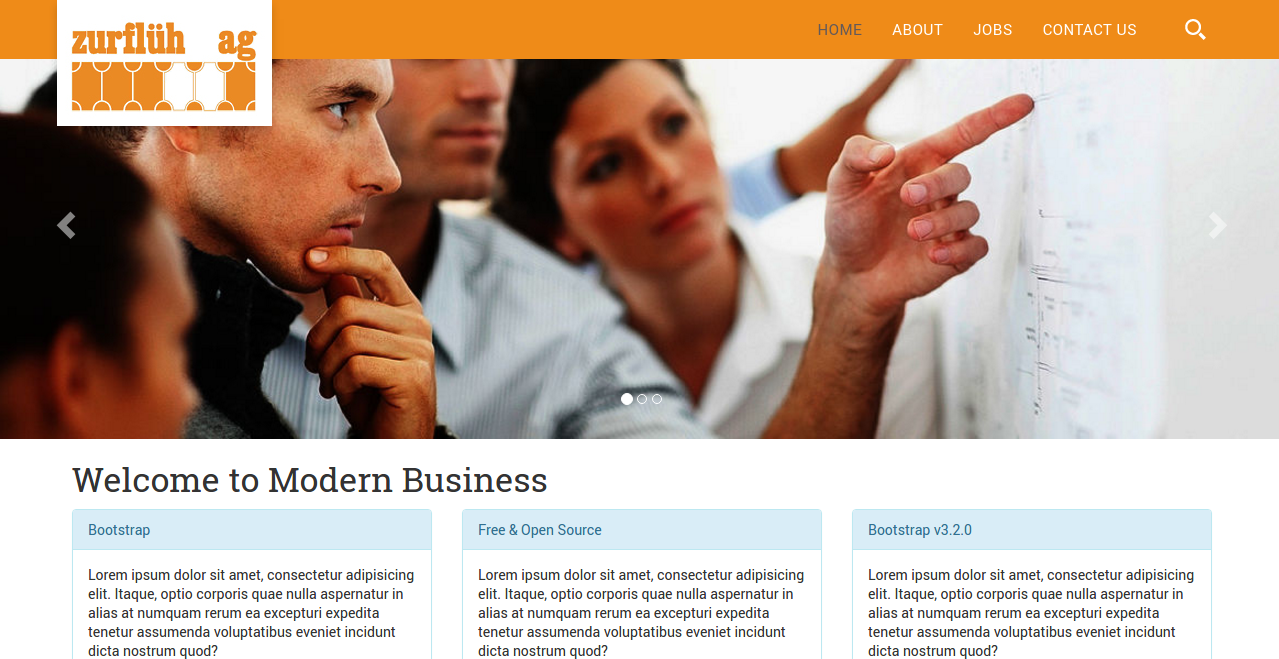 zurflüh ag
HOME ABOUT JOBS CONTACT US
Welcome to Modern Business
Bootstrap
Lorem ipsum dolor sit amet, consectetur adipisicing
elit. Itaque, optio corporis quae nulla aspernatur in
alias at numquam rerum ea excepturi expedita
tenetur assumenda voluptatibus eveniet incidunt
dicta nostrum quod?
Free & Open Source
Lorem ipsum dolor sit amet, consectetur adipisicing
elit. Itaque, optio corporis quae nulla aspernatur in
alias at numquam rerum ea excepturi expedita
tenetur assumenda voluptatibus eveniet incidunt
dicta nostrum quod?
Bootstrap v3.2.0
Lorem ipsum dolor sit amet, consectetur adipisicing
elit. Itaque, optio corporis quae nulla aspernatur in
alias at numquam rerum ea excepturi expedita
tenetur assumenda voluptatibus eveniet incidunt
dicta nostrum quod?